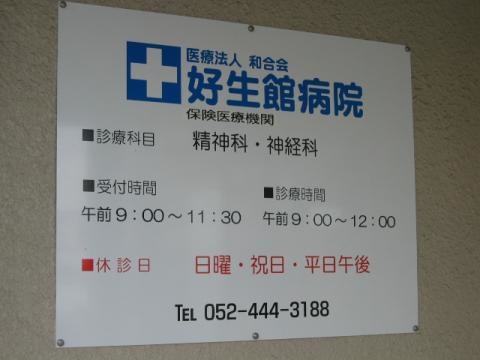 医療法人 和合会
好生館病院
保険医療機関
■診療科目 精神科・神経科
■受付時間 ■診療時間
午前9：00～11：30 午前9：00～12：00
■休診日 日曜・祝日・平日午後
TEL 052-444-3188